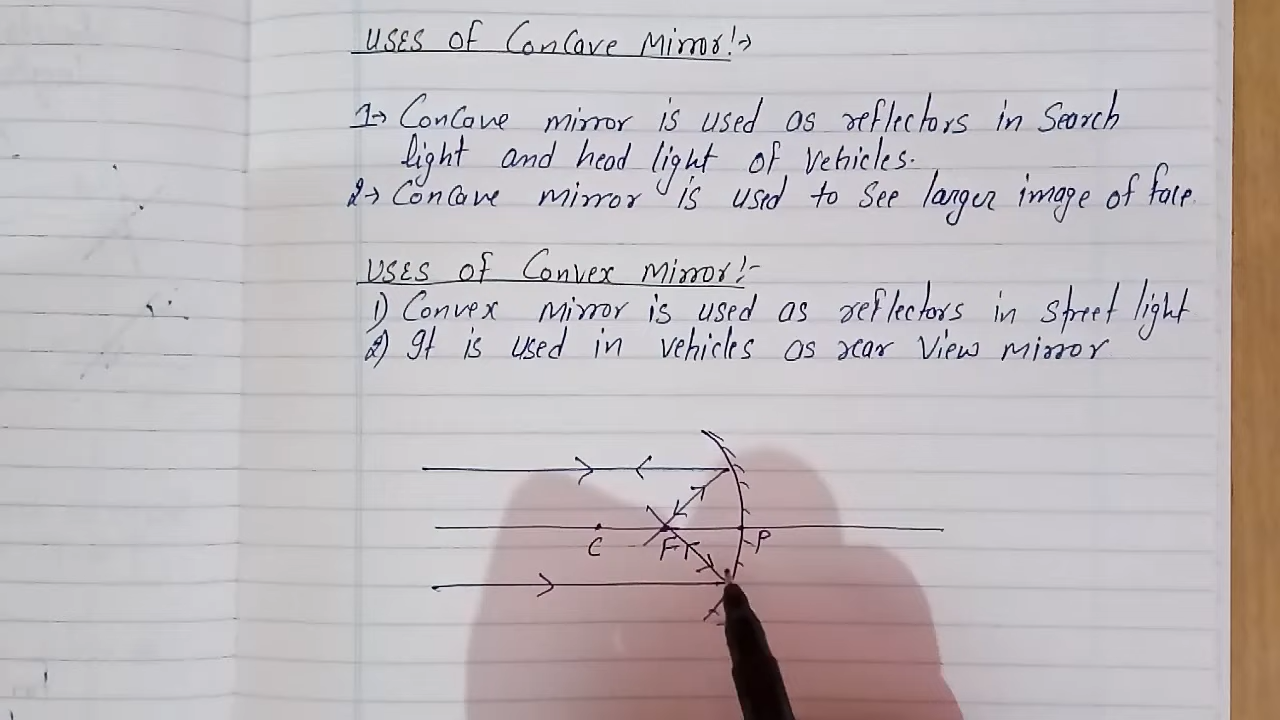 USES of Concave Mirror!→
1→ Concave mirror is used as reflectors in Search
light and head light of vehicles.
2→ Concave mirror is used to see larger image of face.
USES of Convex Mirror!-
1) Convex mirror is used as reflectors in street light
2) It is used in vehicles as rear view mirror
C F P